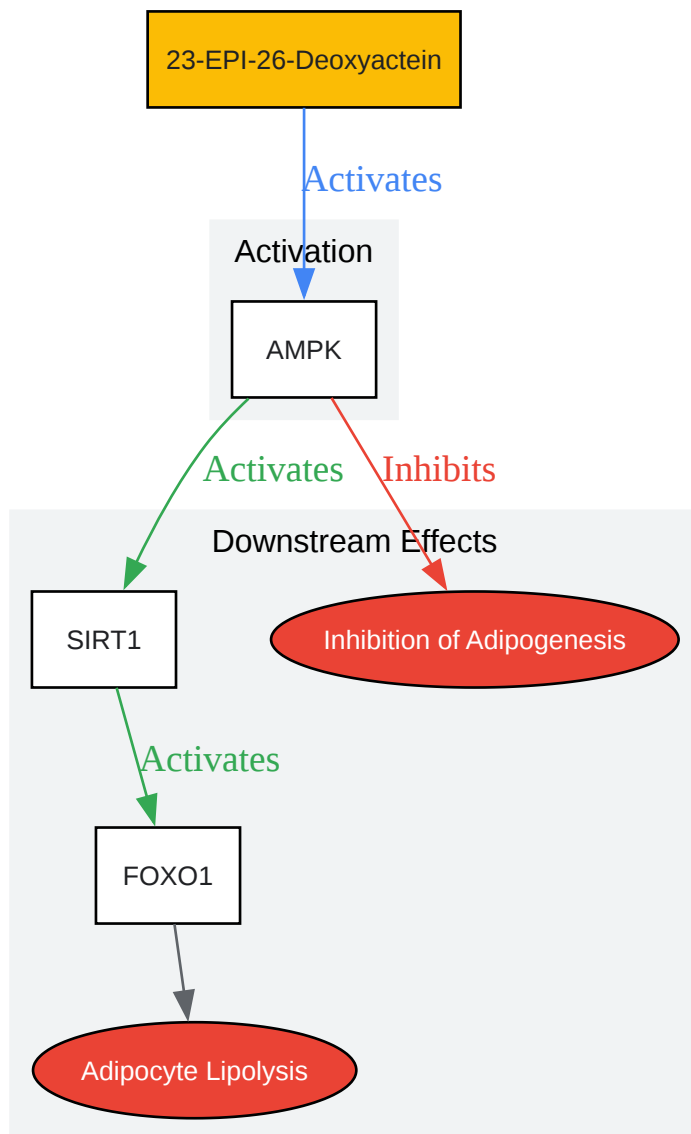 23-EPI-26-Deoxyactein
Activates
Activation
AMPK
Activates
Inhibits
Downstream Effects
SIRT1
Inhibition of Adipogenesis
Activates
FOXO1
Adipocyte Lipolysis